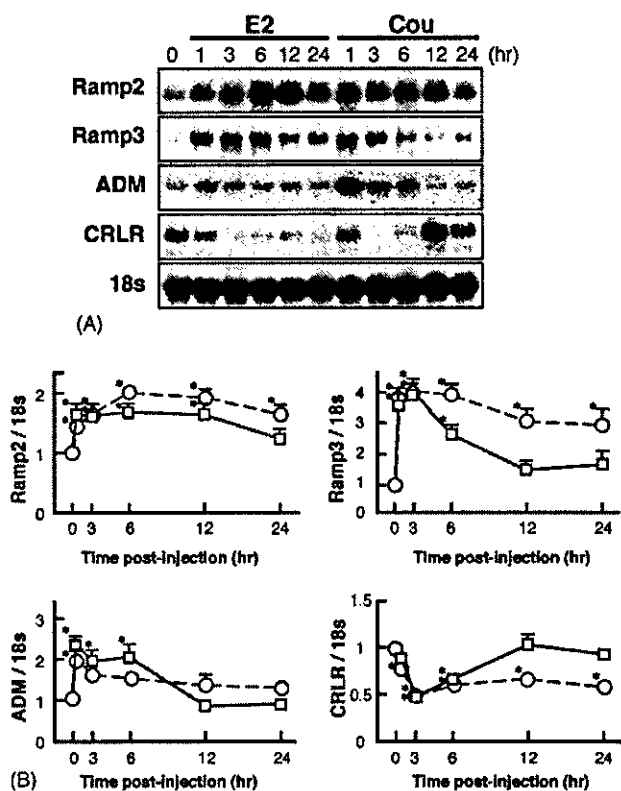 E2 Cou
0 1 3 6 12 24 1 3 6 12 24 (hr)
Ramp2
Ramp3
ADM
CRLR
18s
(A)
Ramp2 / 18s
2
1
0
* * * * * * * *
0 3 6 12 24
Time post-injection (hr)
Ramp3 / 18s
5
4
3
2
1
0
* * * * * * * *
0 3 6 12 24
Time post-injection (hr)
ADM / 18s
3
2
1
0
* * * *
0 3 6 12 24
Time post-injection (hr)
CRLR / 18s
1.5
1
0.5
0
* * * * * * *
0 3 6 12 24
Time post-injection (hr)
(B)